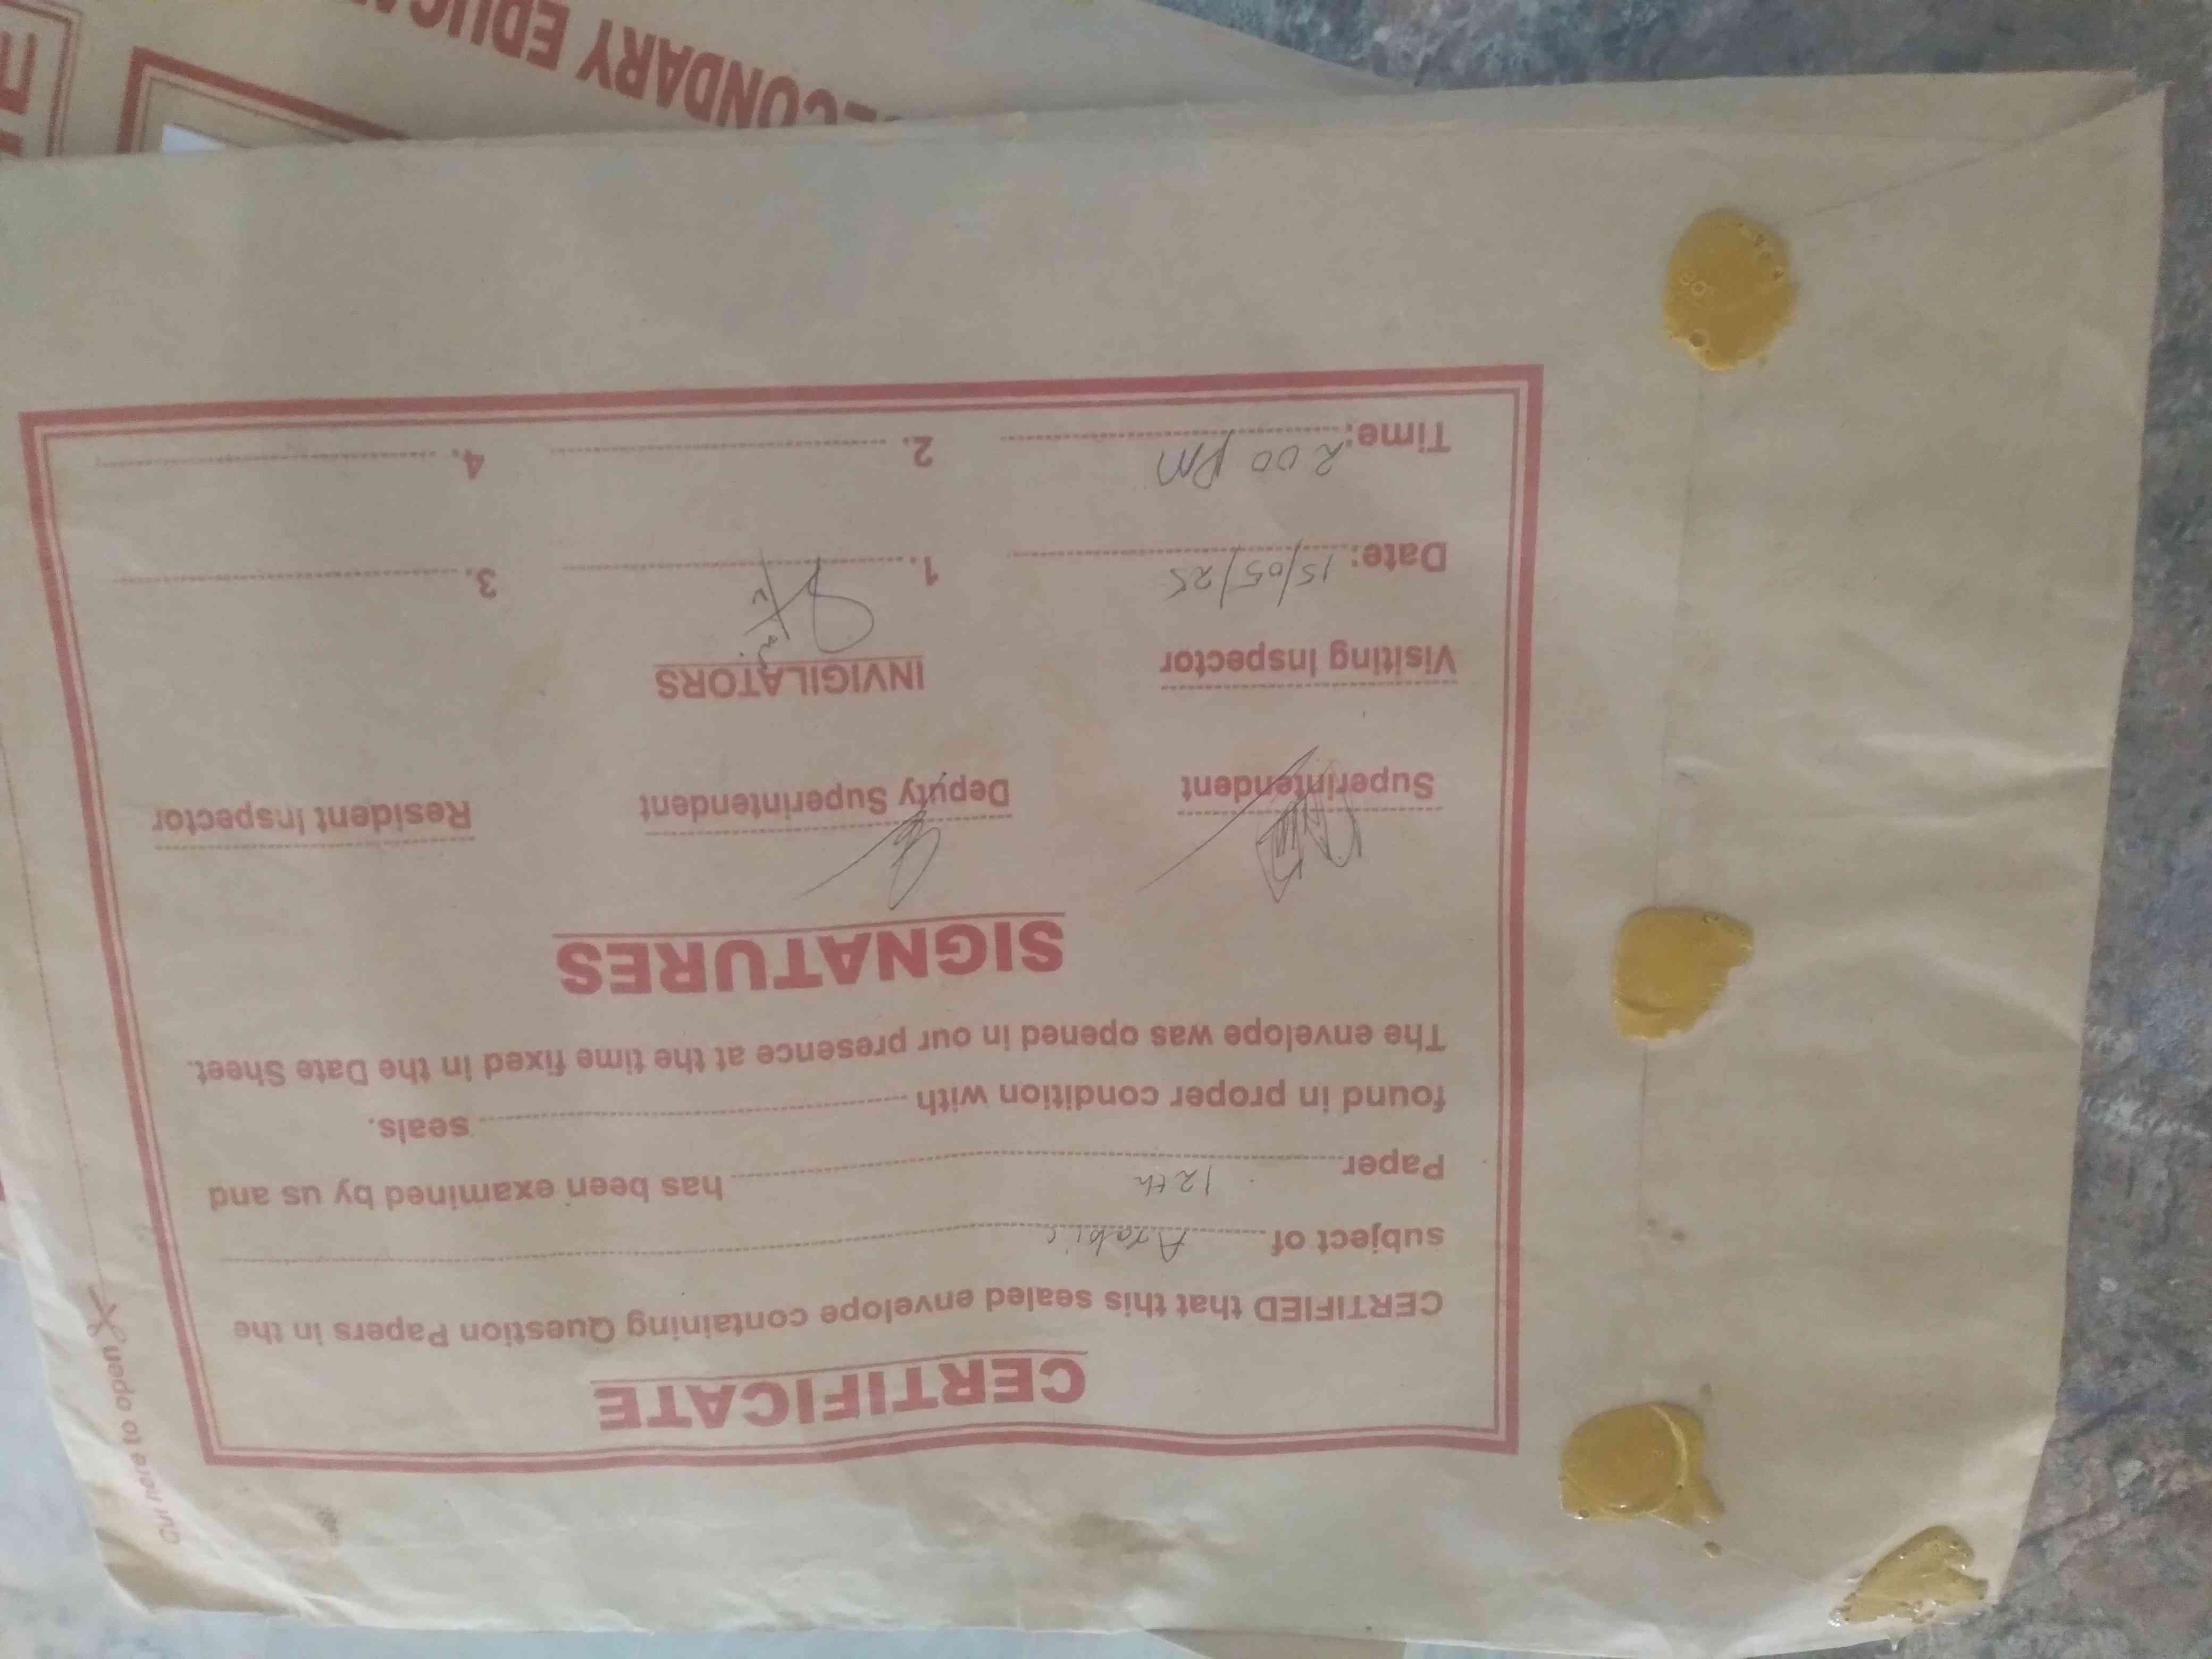 CERTIFICATE
CERTIFIED that this sealed envelope containing Question Papers in the
subject of Arabic
Paper 12th has been examined by us and
found in proper condition with seals.
The envelope was opened in our presence at the time fixed in the Date Sheet.
SIGNATURES
Superintendent Deputy Superintendent Resident Inspector
Visiting Inspector INVIGILATORS
Date: 15/05/25 1. 3.
Time: 2 00 PM 2. 4.
Cut here to open
SECONDARY